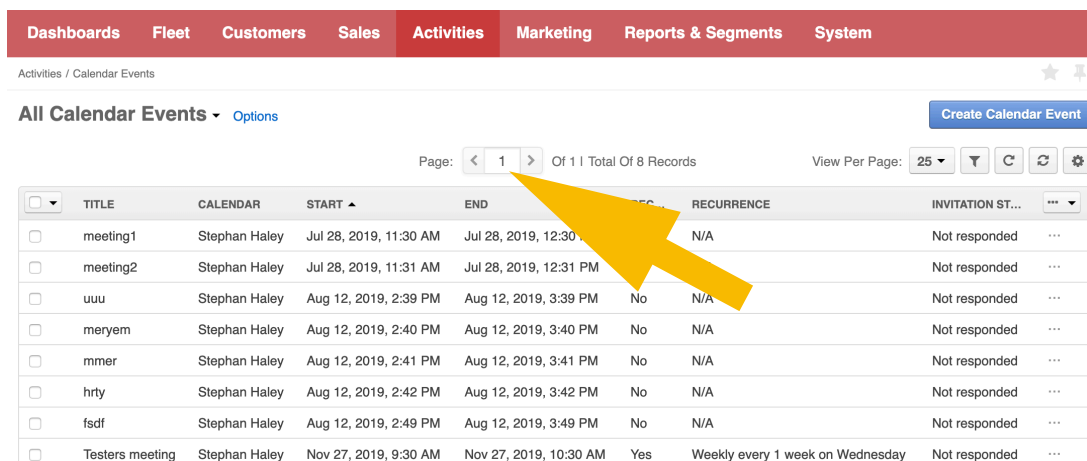 Dashboards Fleet Customers Sales Activities Marketing Reports & Segments System
Activities / Calendar Events
All Calendar Events Options Create Calendar Event
Page: 1 Of 1 | Total Of 8 Records View Per Page: 25
TITLE CALENDAR START END RECURRENCE INVITATION ST...
meeting1 Stephan Haley Jul 28, 2019, 11:30 AM Jul 28, 2019, 12:30 N/A Not responded
meeting2 Stephan Haley Jul 28, 2019, 11:31 AM Jul 28, 2019, 12:31 PM Not responded
uuu Stephan Haley Aug 12, 2019, 2:39 PM Aug 12, 2019, 3:39 PM No N/A Not responded
meryem Stephan Haley Aug 12, 2019, 2:40 PM Aug 12, 2019, 3:40 PM No N/A Not responded
mmer Stephan Haley Aug 12, 2019, 2:41 PM Aug 12, 2019, 3:41 PM No N/A Not responded
hrty Stephan Haley Aug 12, 2019, 2:42 PM Aug 12, 2019, 3:42 PM No N/A Not responded
fsdf Stephan Haley Aug 12, 2019, 2:49 PM Aug 12, 2019, 3:49 PM No N/A Not responded
Testers meeting Stephan Haley Nov 27, 2019, 9:30 AM Nov 27, 2019, 10:30 AM Yes Weekly every 1 week on Wednesday Not responded